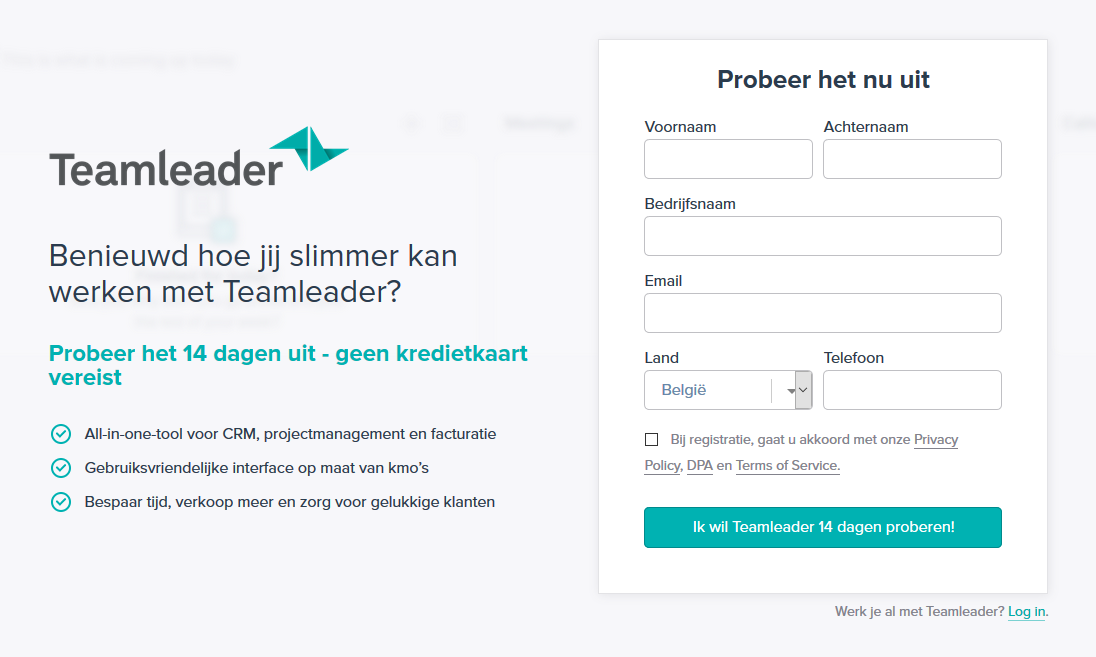 Teamleader
Benieuwd hoe jij slimmer kan
werken met Teamleader?
Probeer het 14 dagen uit - geen kredietkaart
vereist
All-in-one-tool voor CRM, projectmanagement en facturatie
Gebruiksvriendelijke interface op maat van kmo's
Bespaar tijd, verkoop meer en zorg voor gelukkige klanten
Probeer het nu uit
Voornaam Achternaam
Bedrijfsnaam
Email
Land Telefoon
België
Bij registratie, gaat u akkoord met onze Privacy
Policy, DPA en Terms of Service.
Ik wil Teamleader 14 dagen proberen!
Werk je al met Teamleader? Log in.